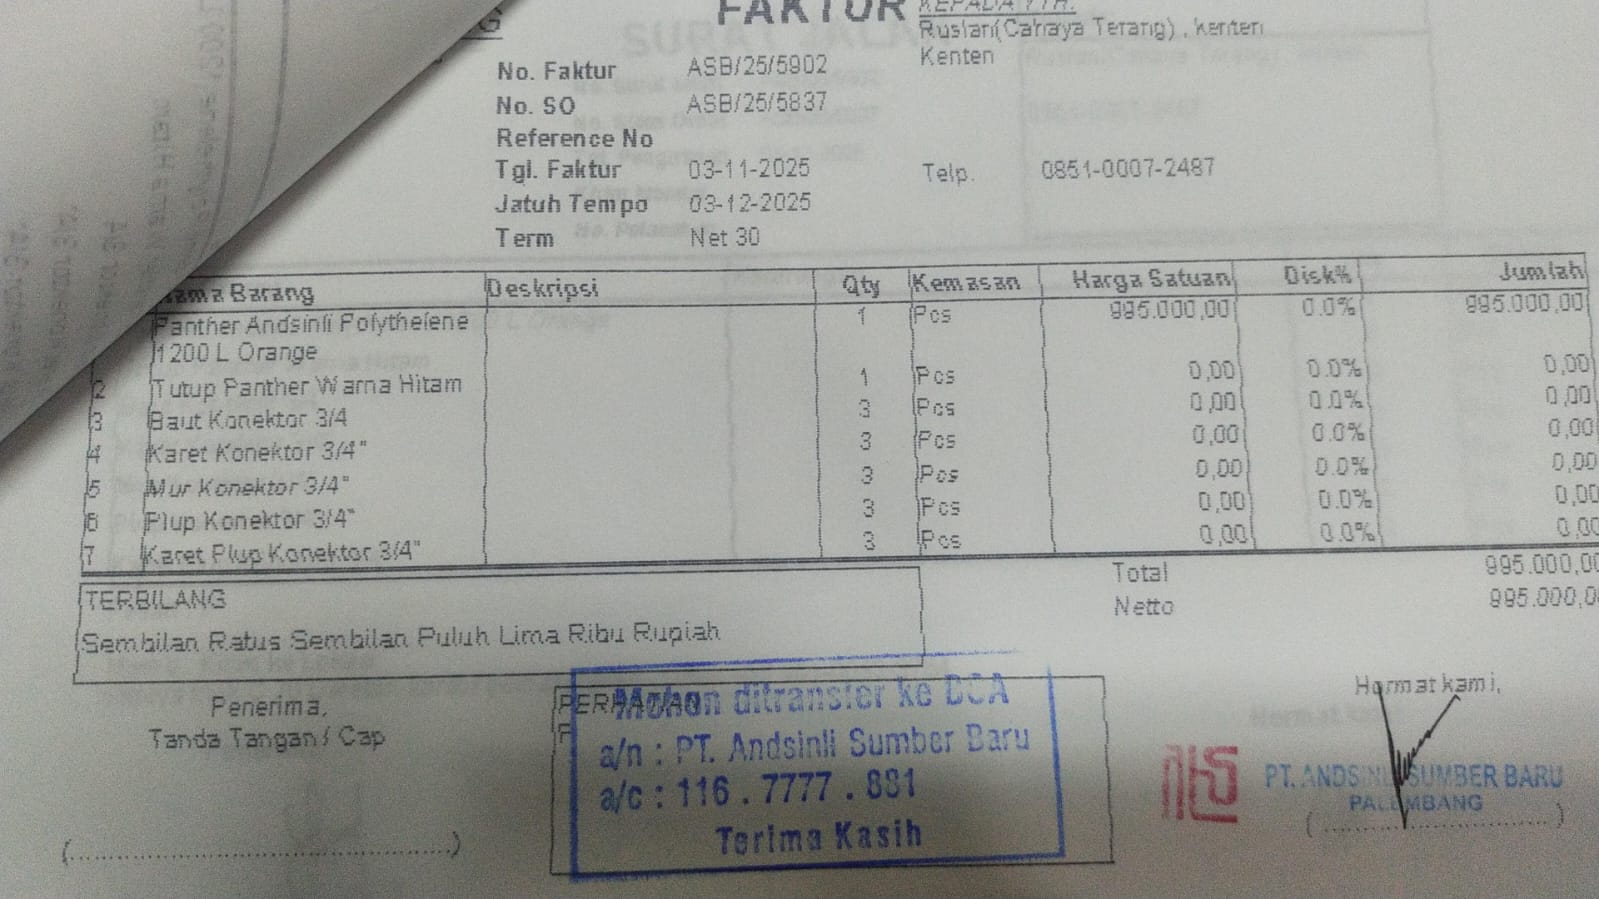 FAKTUR
KEPADA YTH.
Ruslan(Cahaya Terang) , kenten
Kenten
No. Faktur ASB/25/5902
No. SO ASB/25/5837
Reference No
Tgl. Faktur 03-11-2025
Telp. 0851-0007-2487
Jatuh Tempo 03-12-2025
Term Net 30
Nama Barang Deskripsi Qty Kemasan Harga Satuan Disk% Jumlah
Panther Andsinli Polythelene 1 Pcs 995.000,00 0.0% 995.000,00
1200 L Orange
2 Tutup Panther Warna Hitam 1 Pcs 0,00 0.0% 0,00
3 Baut Konektor 3/4 3 Pcs 0,00 0.0% 0,00
4 Karet Konektor 3/4" 3 Pcs 0,00 0.0% 0,00
5 Mur Konektor 3/4" 3 Pcs 0,00 0.0% 0,00
6 Plup Konektor 3/4" 3 Pcs 0,00 0.0% 0,00
7 Karet Plup Konektor 3/4" 3 Pcs 0,00 0.0% 0,00
Total 995.000,00
Netto 995.000,0
TERBILANG
Sembilan Ratus Sembilan Puluh Lima Ribu Rupiah
Penerima,
Tanda Tangan / Cap
(....................................................)
PERHATIAN
Mohon ditransfer ke BCA
a/n : PT. Andsinli Sumber Baru
a/c : 116 . 7777 . 881
Terima Kasih
Hormat kami,
PT. ANDSINLI SUMBER BARU
PALEMBANG
(................................)